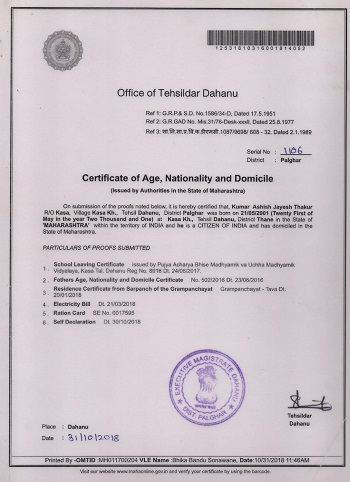 12531810316001814052
Office of Tehsildar Dahanu
Ref 1: G.R.P.& S.D. No.1586/34-D, Dated 17.5.1951
Ref 2: G.R.GAD No. Mis.31/76-Desk-xxxII, Dated 25.8.1977
Ref 3: सा.नि.सा.प्र.वि.क्र.1087/9698/ 608 - 32. Dated 2.1.1989
Serial No : 1106
District : Palghar
Certificate of Age, Nationality and Domicile
(Issued by Authorities in the State of Maharashtra)
On submission of the proofs noted below, it is hereby certified that, Kumar Ashish Jayesh Thakur
R/O Kasa, Village Kasa Kh., Tehsil Dahanu, District Palghar was born on 21/05/2001 (Twenty First of
May in the year Two Thousand and One) at Kasa Kh., Tehsil Dahanu, District Thane in the State of
'MAHARASHTRA' within the territory of INDIA and he is a CITIZEN OF INDIA and has domiciled in the
State of Maharashtra.
PARTICULARS OF PROOFS SUBMITTED
1 . School Leaving Certificate issued by Pujya Acharya Bhise Madhyamik va Uchha Madhyamik
Vidyalaya, Kasa Tal. Dahanu Reg No. 8916 Dt. 24/06/2017.
2 . Fathers Age, Nationality and Domicile Certificate No. 502/2016 Dt. 23/06/2016
3 . Residence Certificate from Sarpanch of the Grampanchayat Grampanchayat - Tava Dt.
20/01/2018
4 . Electricity Bill Dt. 21/03/2018
5 . Ration Card SE No. 6017595
6 Self Declaration Dt. 30/10/2018
EXECUTIVE MAGISTRATE DAHANU
DIST. PALGHAR
Tehsildar
Dahanu
Place : Dahanu
Date : 31/10/2018
Printed By -OMTID :MH011700204 VLE Name :Bhika Bandu Sonawane, Date:10/31/2018 11:46AM
Visit our website www.mahaonline.gov.in and verify your certificate by using the barcode.